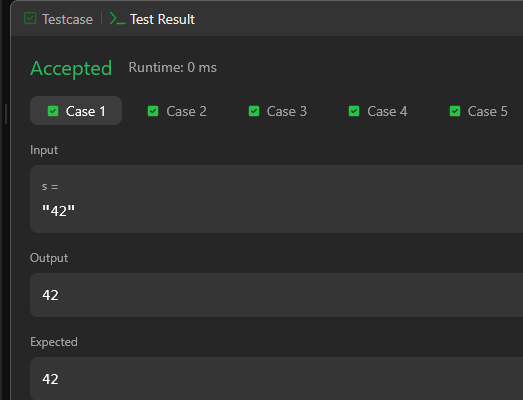 Testcase | >_ Test Result
Accepted Runtime: 0 ms
Case 1 Case 2 Case 3 Case 4 Case 5
Input
s =
"42"
Output
42
Expected
42